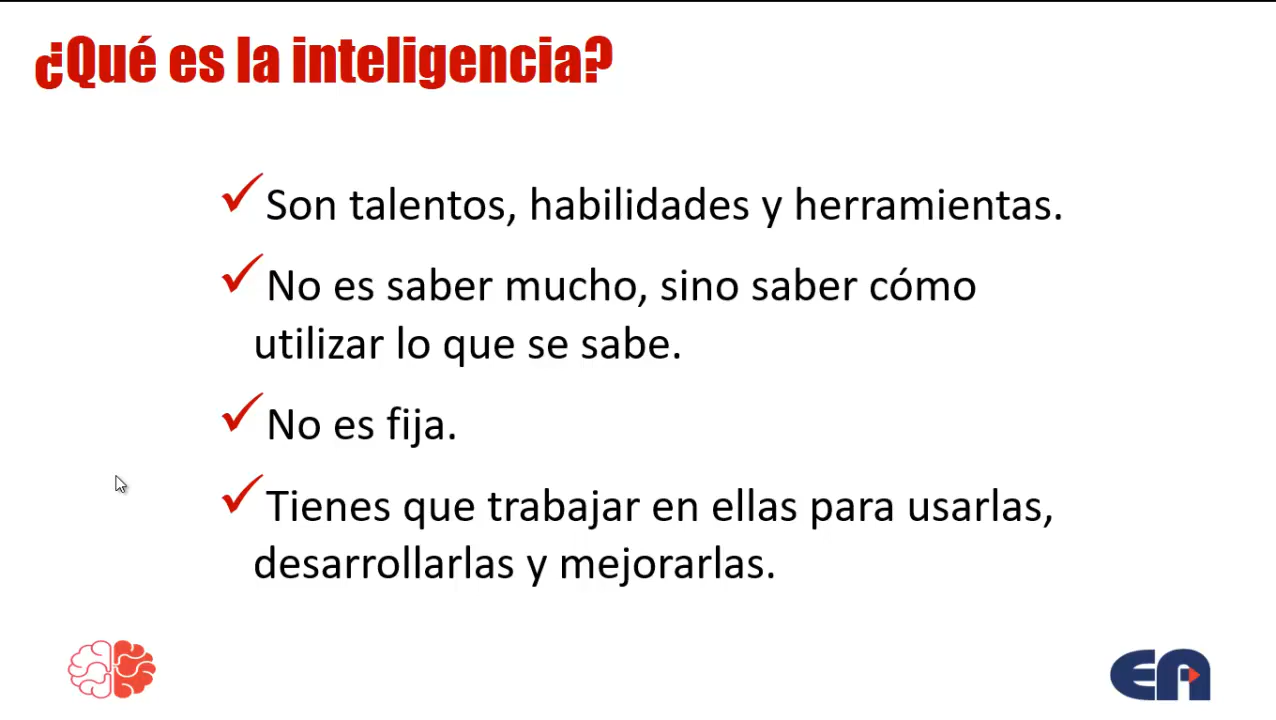 ¿Qué es la inteligencia?
Son talentos, habilidades y herramientas.
No es saber mucho, sino saber cómo
utilizar lo que se sabe.
No es fija.
Tienes que trabajar en ellas para usarlas,
desarrollarlas y mejorarlas.
EA